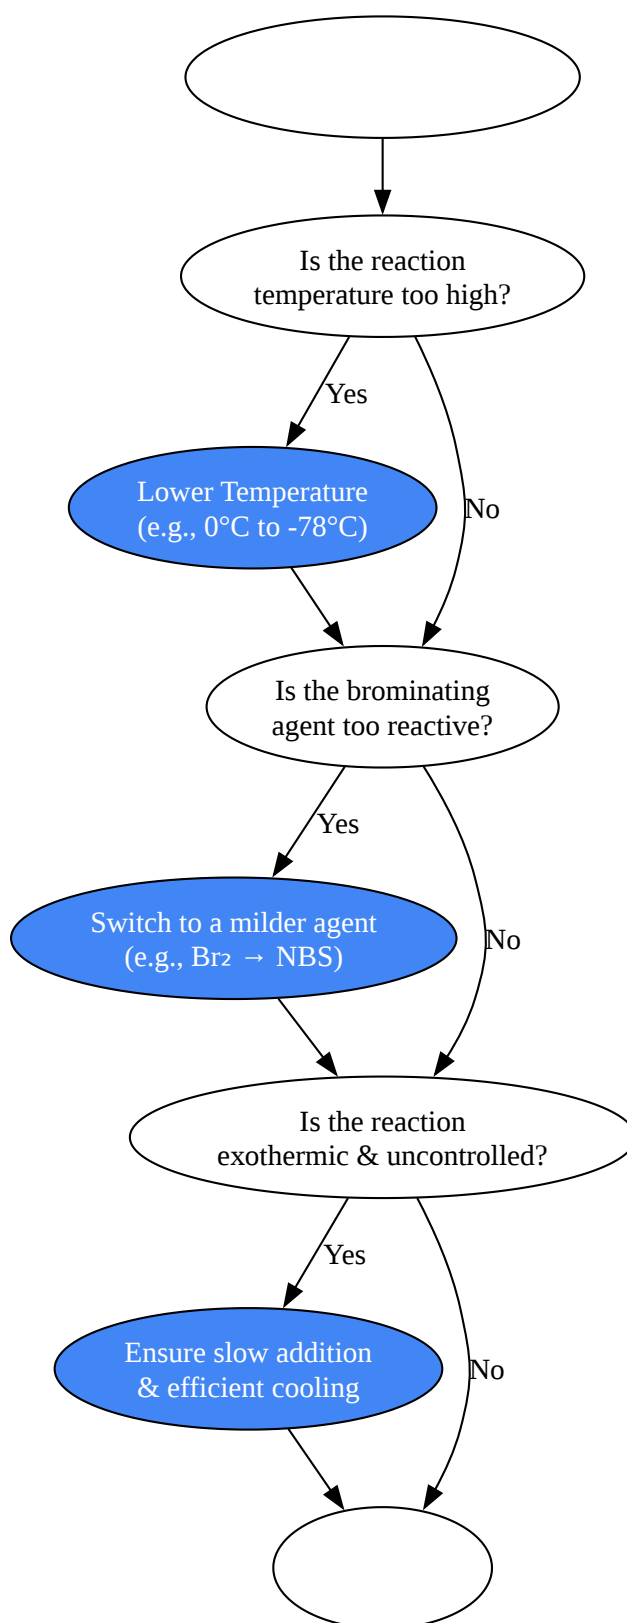 Is the reaction
temperature too high?
Yes
Lower Temperature
(e.g., 0°C to -78°C)
No
Is the brominating
agent too reactive?
Yes
Switch to a milder agent
(e.g., Br₂ → NBS)
No
Is the reaction
exothermic & uncontrolled?
Yes
Ensure slow addition
& efficient cooling
No